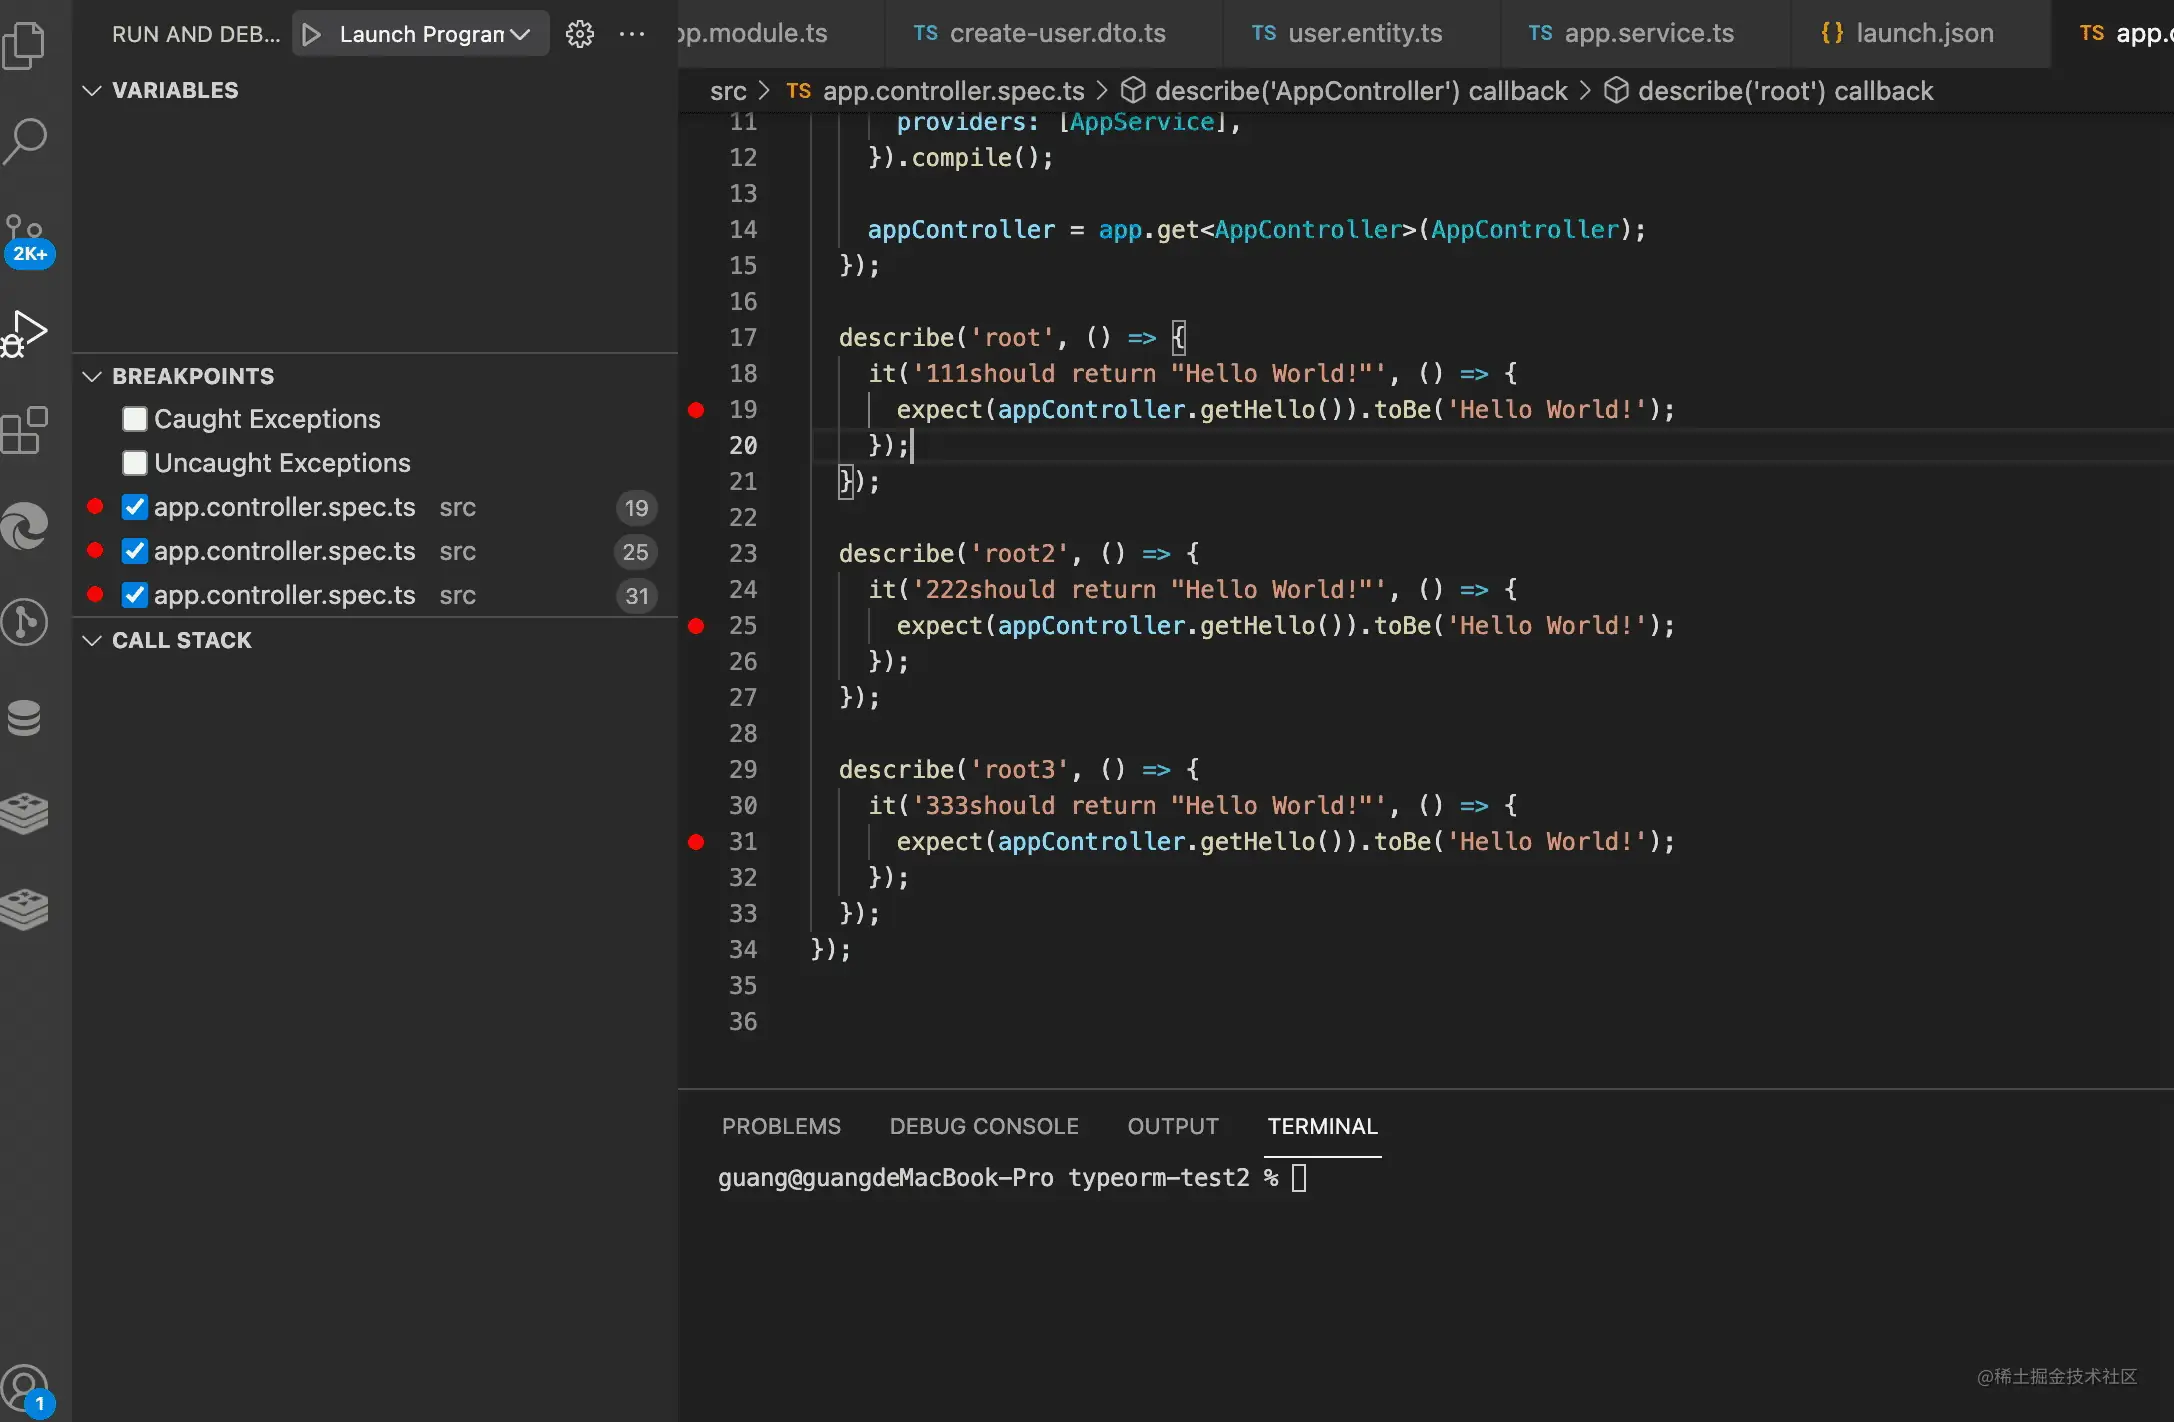 RUN AND DEB... Launch Program
VARIABLES
BREAKPOINTS
Caught Exceptions
Uncaught Exceptions
app.controller.spec.ts src 19
app.controller.spec.ts src 25
app.controller.spec.ts src 31
CALL STACK
2K+
1
pp.module.ts TS create-user.dto.ts TS user.entity.ts TS app.service.ts {} launch.json TS app.c
src > TS app.controller.spec.ts > describe('AppController') callback > describe('root') callback
11 providers: [AppService],
12 }).compile();
13
14 appController = app.get<AppController>(AppController);
15 });
16
17 describe('root', () => {
18 it('111should return "Hello World!"', () => {
19 expect(appController.getHello()).toBe('Hello World!');
20 });
21 });
22
23 describe('root2', () => {
24 it('222should return "Hello World!"', () => {
25 expect(appController.getHello()).toBe('Hello World!');
26 });
27 });
28
29 describe('root3', () => {
30 it('333should return "Hello World!"', () => {
31 expect(appController.getHello()).toBe('Hello World!');
32 });
33 });
34 });
35
36
PROBLEMS DEBUG CONSOLE OUTPUT TERMINAL
guang@guangdeMacBook-Pro typeorm-test2 %
@稀土掘金技术社区